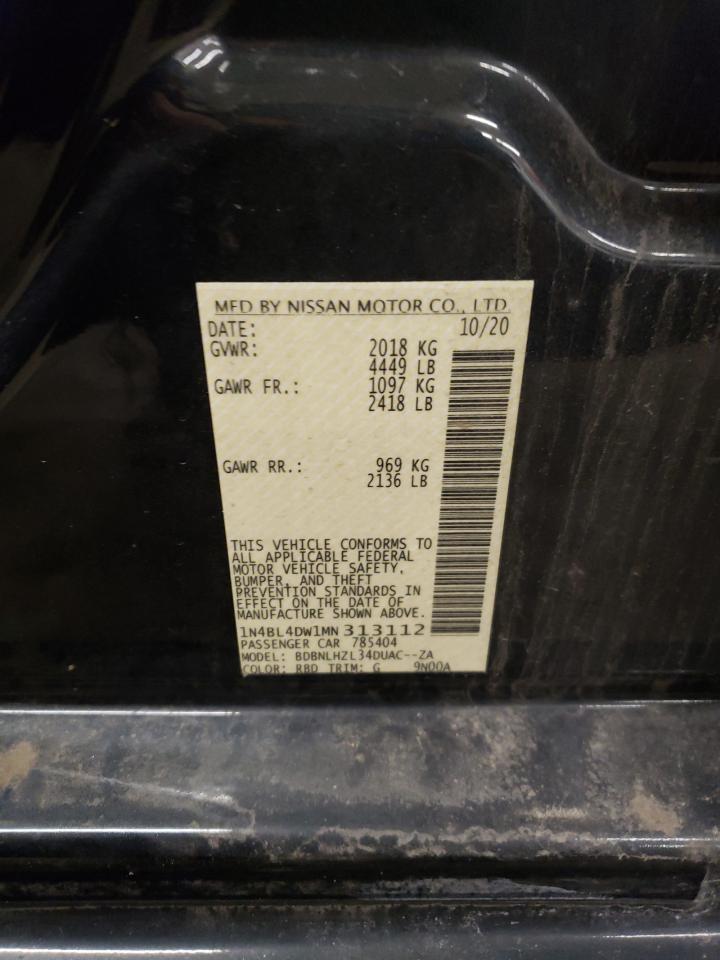 MFD BY NISSAN MOTOR CO., LTD.
DATE: 10/20
GVWR: 2018 KG
4449 LB
GAWR FR.: 1097 KG
2418 LB
GAWR RR.: 969 KG
2136 LB
THIS VEHICLE CONFORMS TO
ALL APPLICABLE FEDERAL
MOTOR VEHICLE SAFETY,
BUMPER, AND THEFT
PREVENTION STANDARDS IN
EFFECT ON THE DATE OF
MANUFACTURE SHOWN ABOVE.
1N4BL4DW1MN313112
PASSENGER CAR 785404
MODEL: BDBNLHZL34DUAC--ZA
COLOR: RBD TRIM: G 9N00A